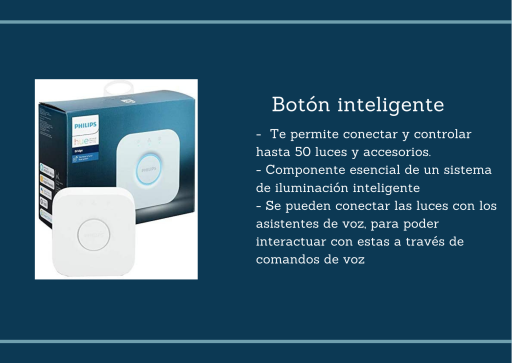 Botón inteligente
- Te permite conectar y controlar
hasta 50 luces y accesorios.
- Componente esencial de un sistema
de iluminación inteligente
- Se pueden conectar las luces con los
asistentes de voz, para poder
interactuar con estas a través de
comandos de voz
PHILIPS
hue
Bridge